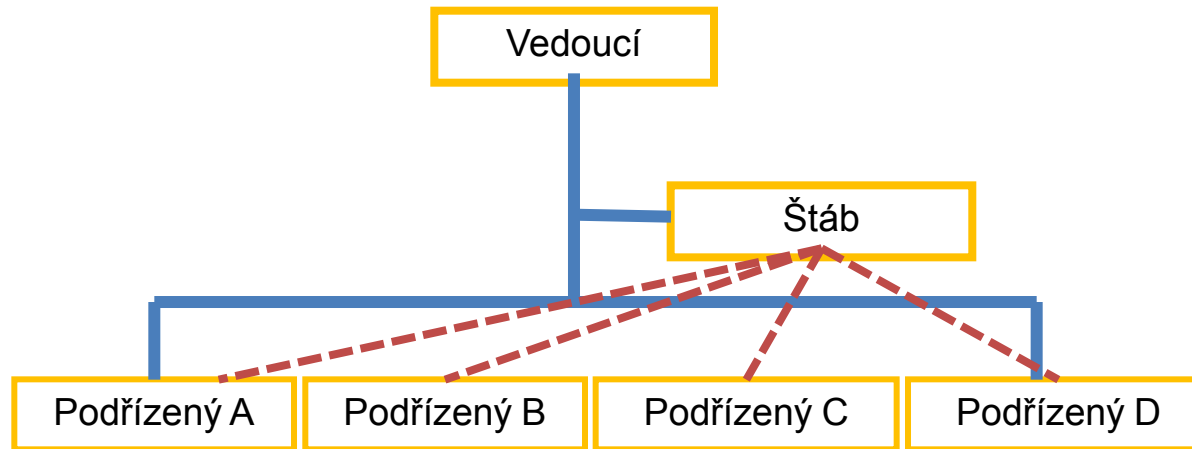 Vedoucí
Štáb
Podřízený A
Podřízený B
Podřízený C
Podřízený D